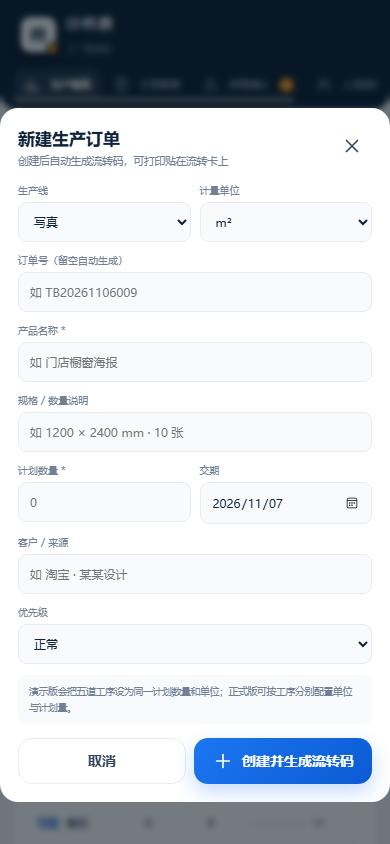 新建生产订单
创建后自动生成流转码，可打印贴在流转卡上
生产线
计量单位
写真
m²
订单号（留空自动生成）
如 TB20261106009
产品名称 *
如 门店橱窗海报
规格 / 数量说明
如 1200 × 2400 mm · 10 张
计划数量 *
交期
0
2026/11/07
客户 / 来源
如 淘宝 · 某某设计
优先级
正常
演示版会把五道工序设为同一计划数量和单位；正式版可按工序分别配置单位
与计划量。
取消
创建并生成流转码